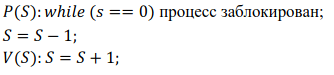 P(S): while (s == 0) процесс заблокирован;
S = S − 1;
V(S): S = S + 1;